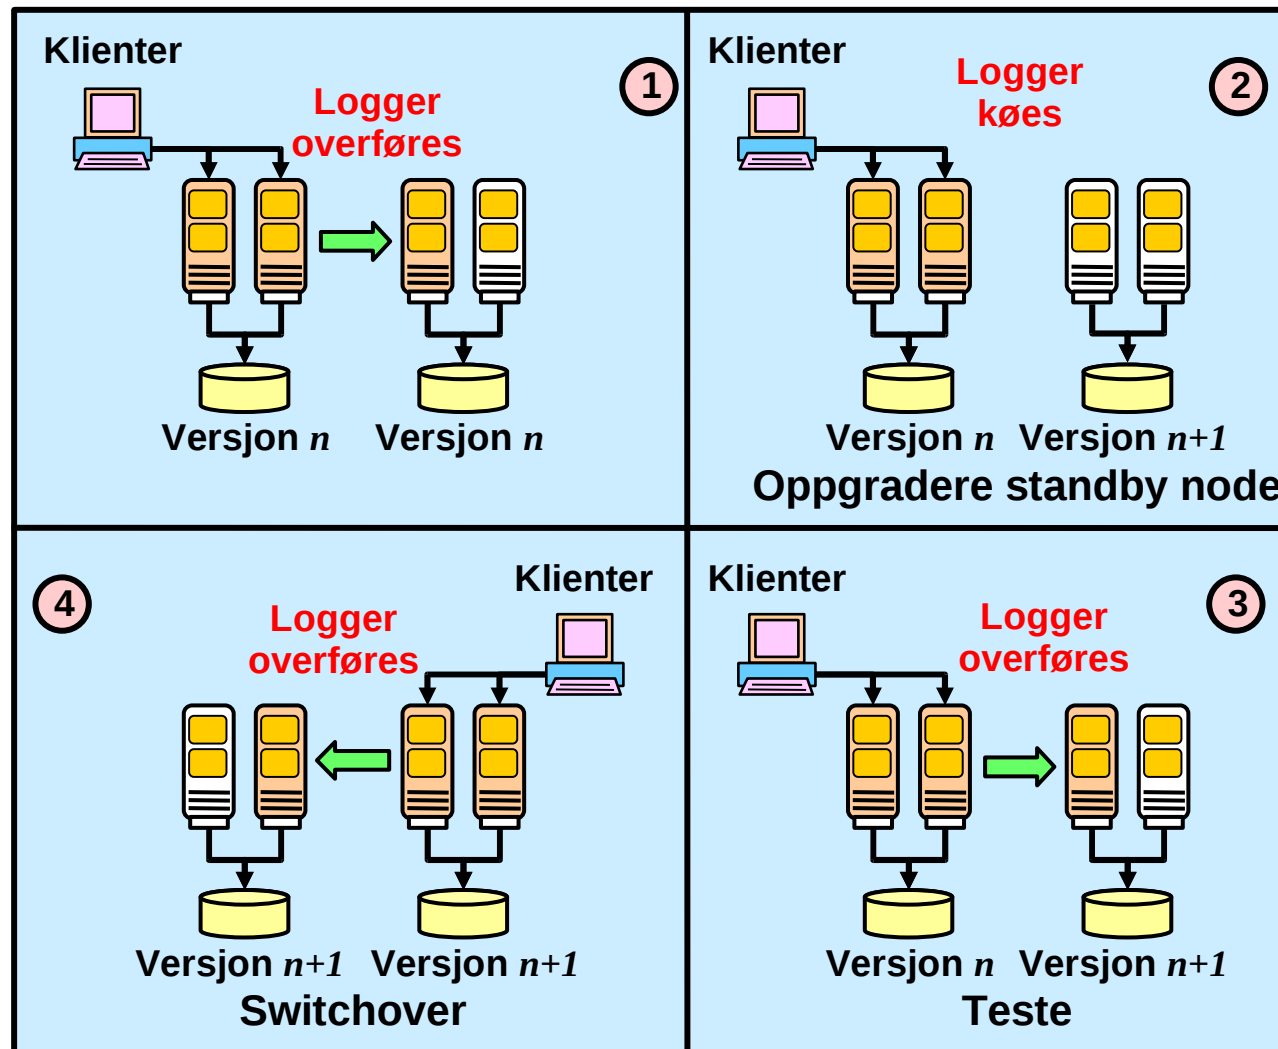 Klienter
1
Logger
overføres
Versjon n
Versjon n
Klienter
2
Logger
køes
Versjon n
Versjon n+1
Oppgradere standby node
Klienter
3
Logger
overføres
Versjon n
Versjon n+1
Teste
4
Klienter
Logger
overføres
Versjon n+1
Versjon n+1
Switchover